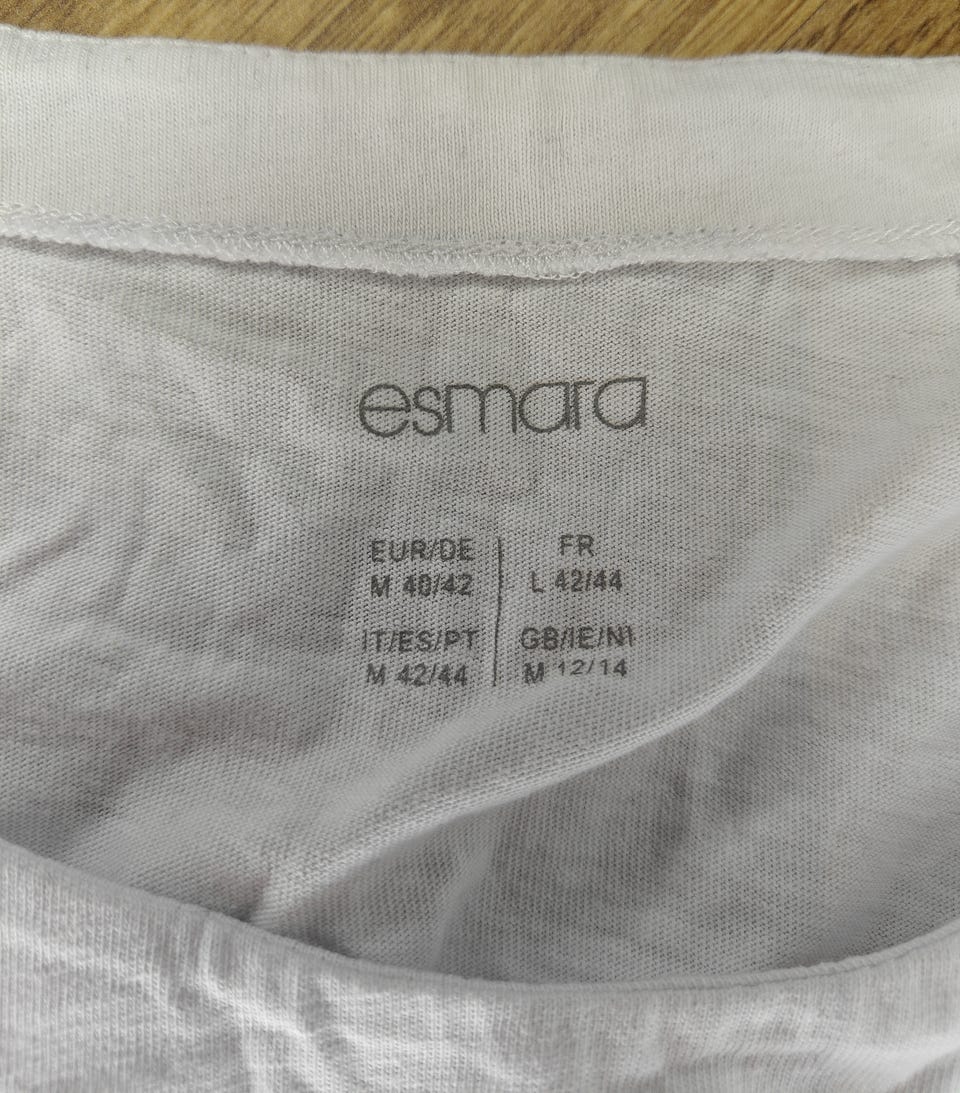 esmara
EUR/DE
M 40/42
FR
L 42/44
IT/ES/PT
M 42/44
GB/IE/NI
M 12/14